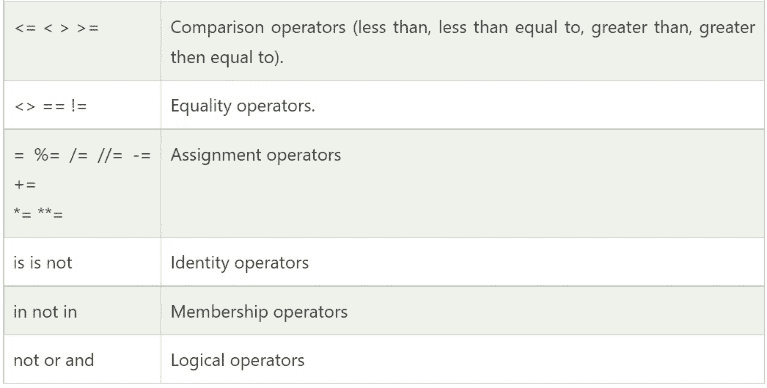 <= < > >=
Comparison operators (less than, less than equal to, greater than, greater
then equal to).
<> == !=
Equality operators.
= %= /= //= -=
+=
*= **=
Assignment operators
is is not
Identity operators
in not in
Membership operators
not or and
Logical operators